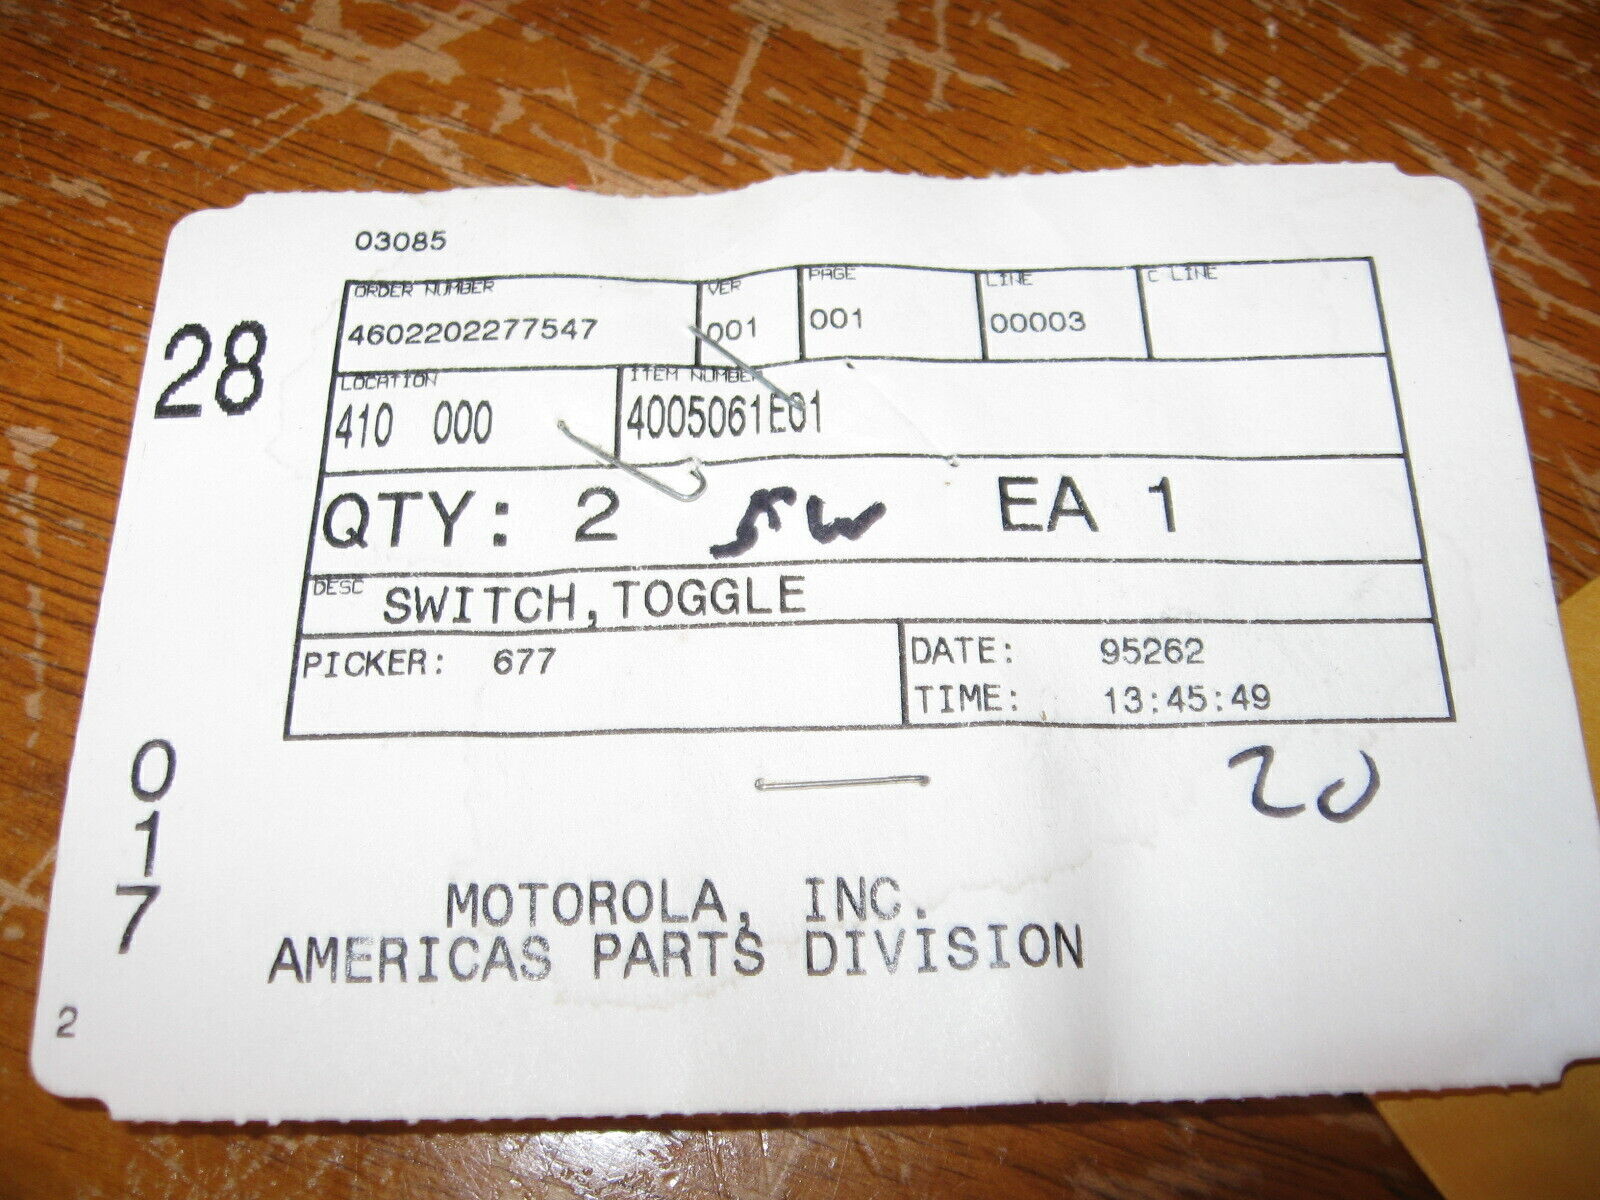 03085
ORDER NUMBER VER PAGE LINE C LINE
4602202277547 001 001 00003
28
LOCATION ITEM NUMBER
410 000 4005061E01
QTY: 2 SW EA 1
DESC SWITCH,TOGGLE
PICKER: 677 DATE: 95262
TIME: 13:45:49
20
0
1
7
MOTOROLA, INC.
AMERICAS PARTS DIVISION
2